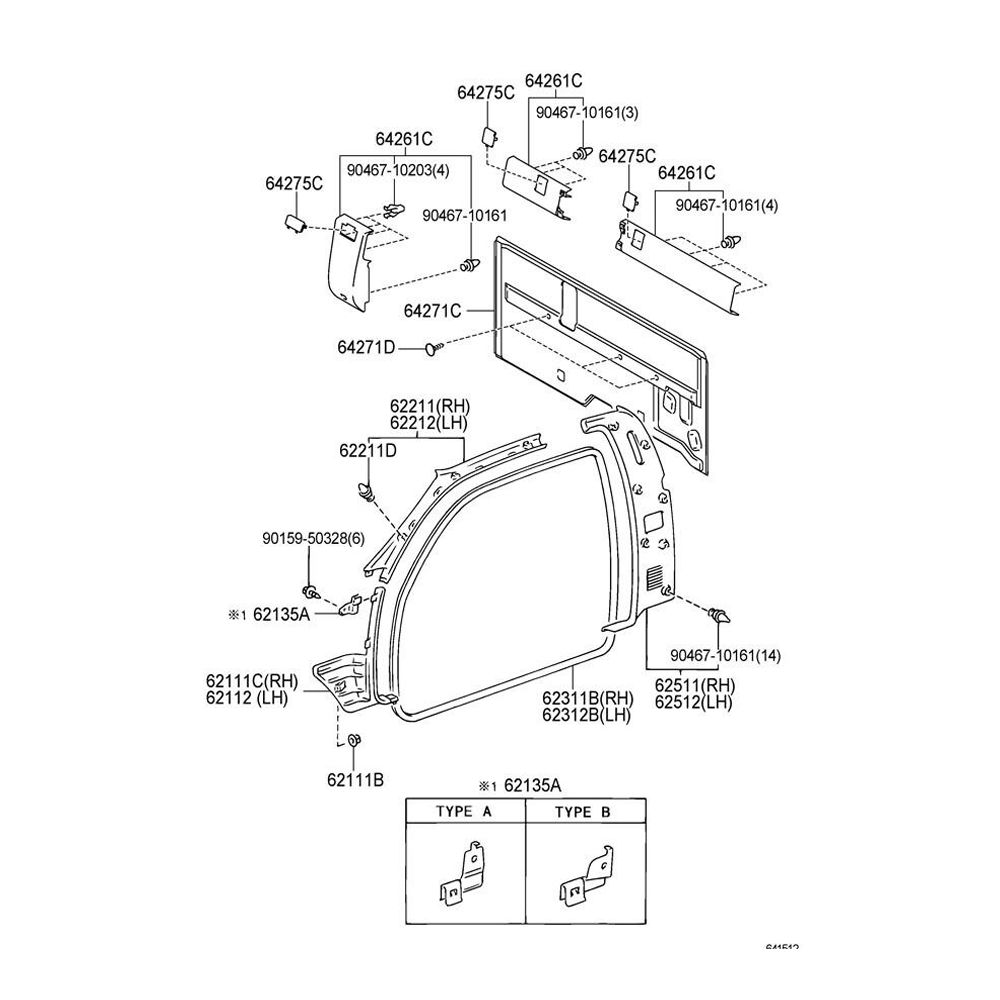 64261C
64275C
90467-10161(3)
64261C
64275C
64261C
90467-10203(4)
64275C
90467-10161
90467-10161(4)
64271C
64271D
62211(RH)
62212(LH)
62211D
90159-50328(6)
※1 62135A
90467-10161(14)
62111C(RH)
62112 (LH)
62311B(RH)
62312B(LH)
62511(RH)
62512(LH)
62111B
※1 62135A
TYPE A
TYPE B
641512